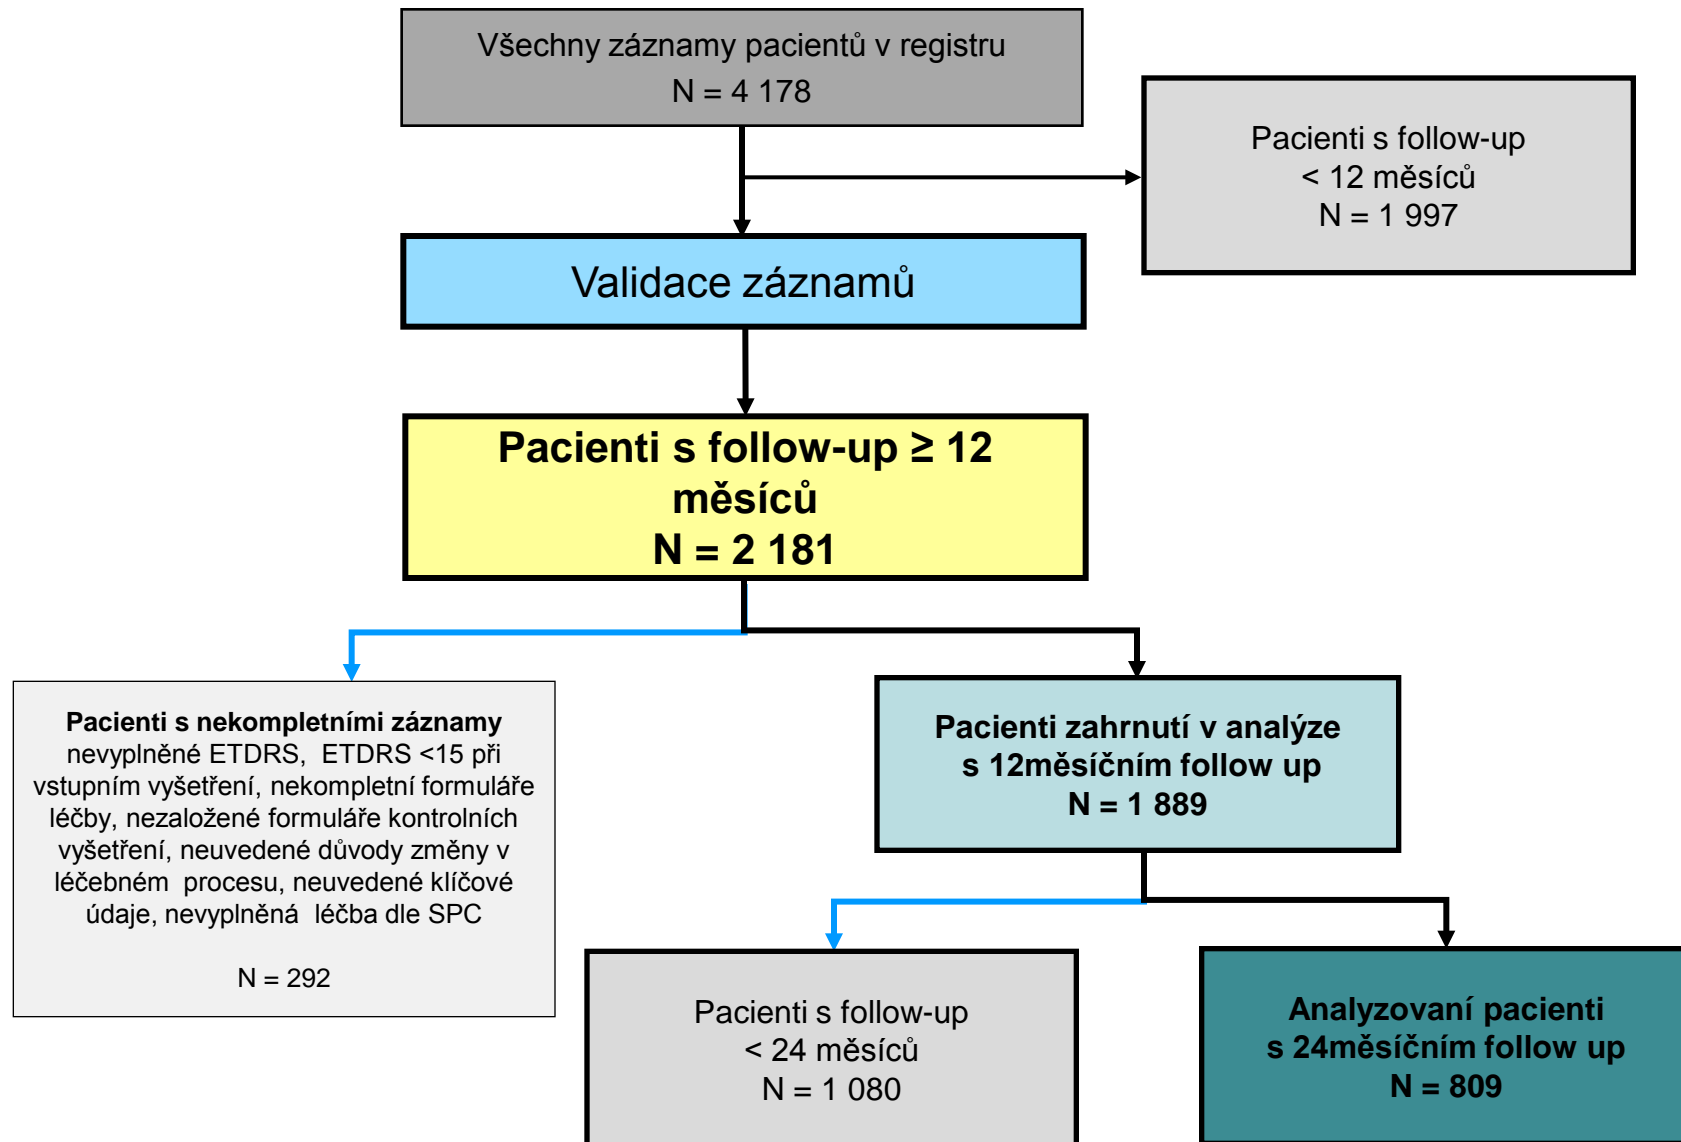 Všechny záznamy pacientů v registru
N = 4 178
Pacienti s follow-up
< 12 měsíců
N = 1 997
Validace záznamů
Pacienti s follow-up ≥ 12
měsíců
N = 2 181
Pacienti s nekompletními záznamy
nevyplněné ETDRS, ETDRS <15 při
vstupním vyšetření, nekompletní formuláře
léčby, nezaložené formuláře kontrolních
vyšetření, neuvedené důvody změny v
léčebném procesu, neuvedené klíčové
údaje, nevyplněná léčba dle SPC
N = 292
Pacienti zahrnutí v analýze
s 12měsíčním follow up
N = 1 889
Pacienti s follow-up
< 24 měsíců
N = 1 080
Analyzovaní pacienti
s 24měsíčním follow up
N = 809